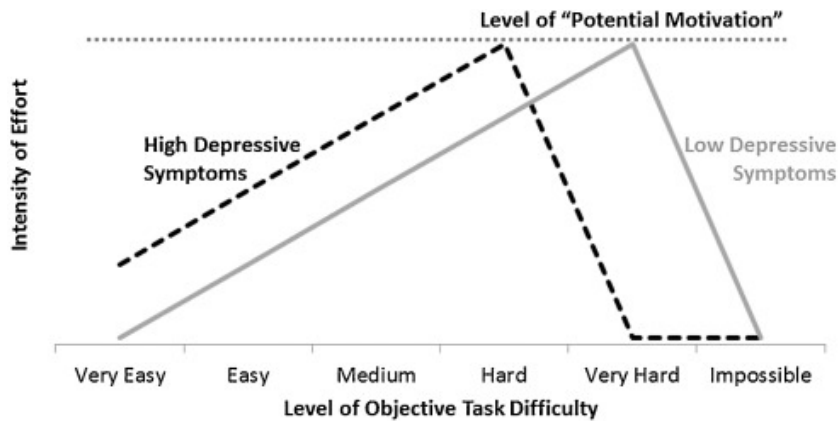 Level of “Potential Motivation”
Intensity of Effort
High Depressive
Symptoms
Low Depressive
Symptoms
Very Easy Easy Medium Hard Very Hard Impossible
Level of Objective Task Difficulty